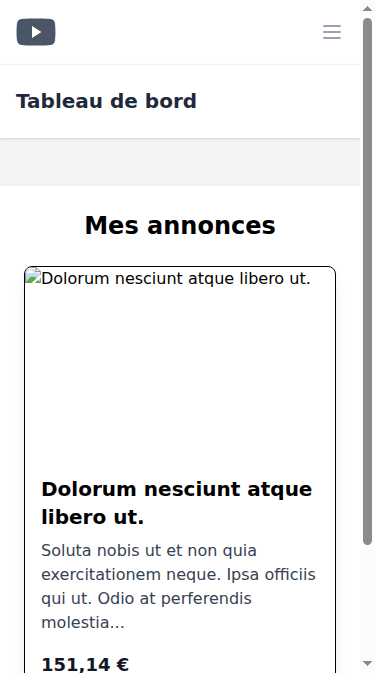 Tableau de bord
Mes annonces
Dolorum nesciunt atque libero ut.
Dolorum nesciunt atque
libero ut.
Soluta nobis ut et non quia
exercitationem neque. Ipsa officiis
qui ut. Odio at perferendis
molestia...
151,14 €